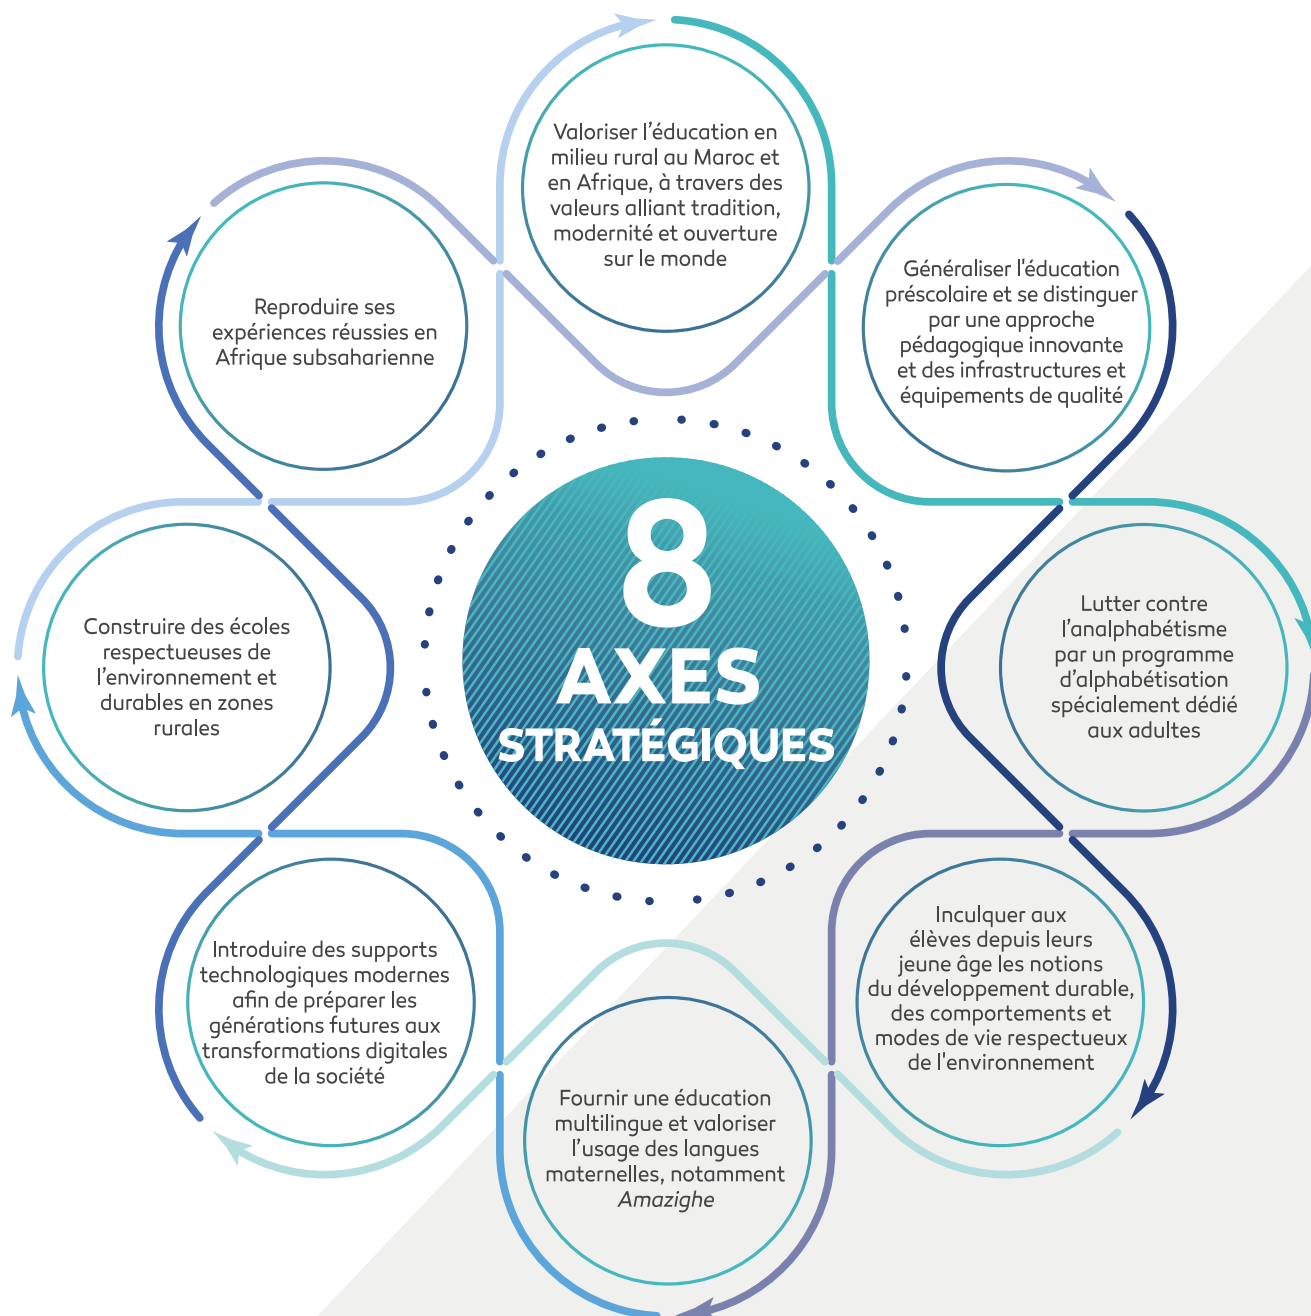 Valoriser l'éducation en
milieu rural au Maroc et
en Afrique, à travers des
valeurs alliant tradition,
modernité et ouverture
sur le monde
Généraliser l'éducation
préscolaire et se distinguer
par une approche
pédagogique innovante
et des infrastructures et
équipements de qualité
Lutter contre
l'analphabétisme
par un programme
d'alphabétisation
spécialement dédié
aux adultes
Inculquer aux
élèves depuis leurs
jeune âge les notions
du développement durable,
des comportements et
modes de vie respectueux
de l'environnement
Fournir une éducation
multilingue et valoriser
l'usage des langues
maternelles, notamment
Amazighe
Introduire des supports
technologiques modernes
afin de préparer les
générations futures aux
transformations digitales
de la société
Construire des écoles
respectueuses de
l'environnement et
durables en zones
rurales
Reproduire ses
expériences réussies en
Afrique subsaharienne
8
AXES
STRATÉGIQUES